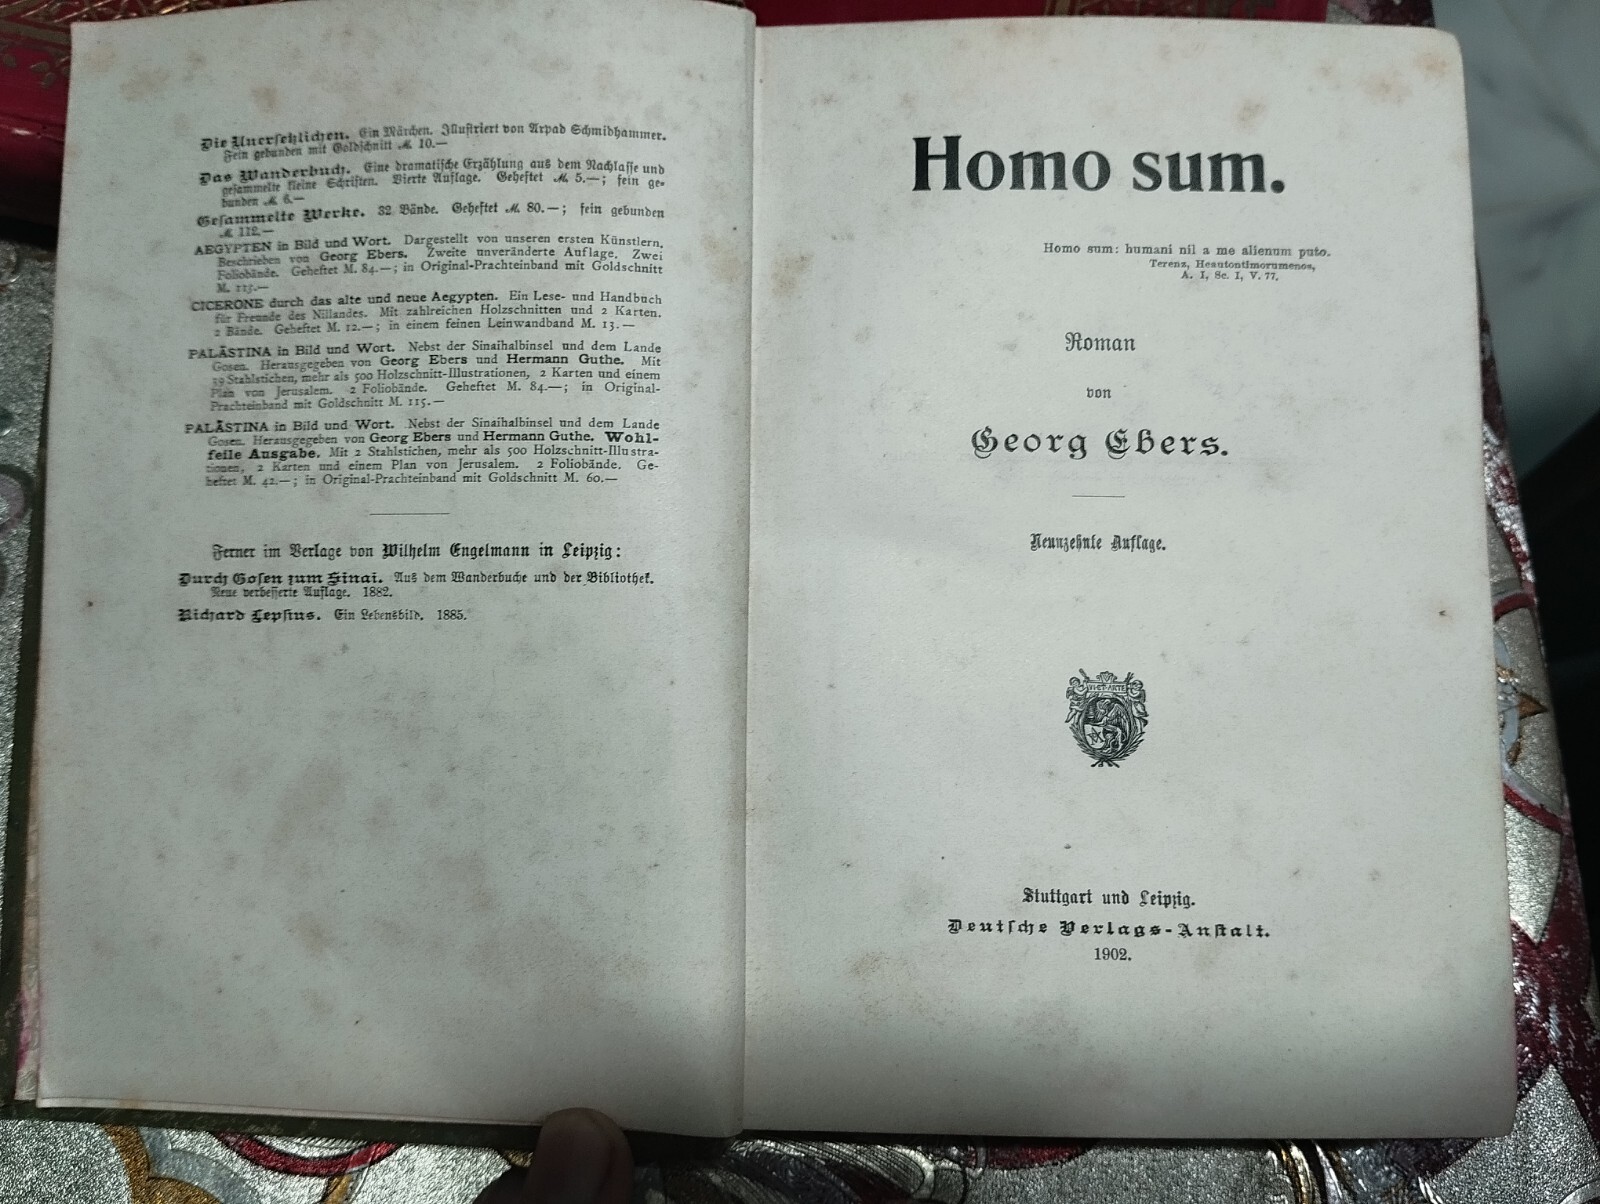 Die Unersetzlichen. Ein Märchen. Illustriert von Arpad Schmidhammer.
Fein gebunden mit Goldschnitt M. 10.—
Das Wanderbuch. Eine dramatische Erzählung aus dem Nachlasse und
gesammelte kleine Schriften. Vierte Auflage. Geheftet M. 5.—; fein ge-
bunden M. 6.—
Gesammelte Werke. 32 Bände. Geheftet M. 80.—; fein gebunden
M. 112.—
AEGYPTEN in Bild und Wort. Dargestellt von unseren ersten Künstlern.
Beschrieben von Georg Ebers. Zweite unveränderte Auflage. Zwei
Foliobände. Geheftet M. 84.—; in Original-Prachteinband mit Goldschnitt
M. 115.—
CICERONE durch das alte und neue Aegypten. Ein Lese- und Handbuch
für Freunde des Nillandes. Mit zahlreichen Holzschnitten und 2 Karten.
2 Bände. Geheftet M. 12.—; in einem feinen Leinwandband M. 13.—
PALÄSTINA in Bild und Wort. Nebst der Sinaihalbinsel und dem Lande
Gosen. Herausgegeben von Georg Ebers und Hermann Guthe. Mit
39 Stahlstichen, mehr als 500 Holzschnitt-Illustrationen, 2 Karten und einem
Plan von Jerusalem. 2 Foliobände. Geheftet M. 84.—; in Original-
Prachteinband mit Goldschnitt M. 115.—
PALÄSTINA in Bild und Wort. Nebst der Sinaihalbinsel und dem Lande
Gosen. Herausgegeben von Georg Ebers und Hermann Guthe. Wohl-
feile Ausgabe. Mit 2 Stahlstichen, mehr als 500 Holzschnitt-Illustra-
tionen, 2 Karten und einem Plan von Jerusalem. 2 Foliobände. Ge-
heftet M. 42.—; in Original-Prachteinband mit Goldschnitt M. 60.—
Ferner im Verlage von Wilhelm Engelmann in Leipzig:
Durch Gosen zum Sinai. Aus dem Wanderbuche und der Bibliothek.
Neue verbesserte Auflage. 1882.
Richard Lepsius. Ein Lebensbild. 1885.
Homo sum.
Homo sum: humani nil a me alienum puto.
Terenz, Heautontimorumenos,
A. I, Sc. I, V. 77.
Roman
von
Georg Ebers.
Neunzehnte Auflage.
VI·ET·ARTE
Stuttgart und Leipzig.
Deutsche Verlags-Anstalt.
1902.